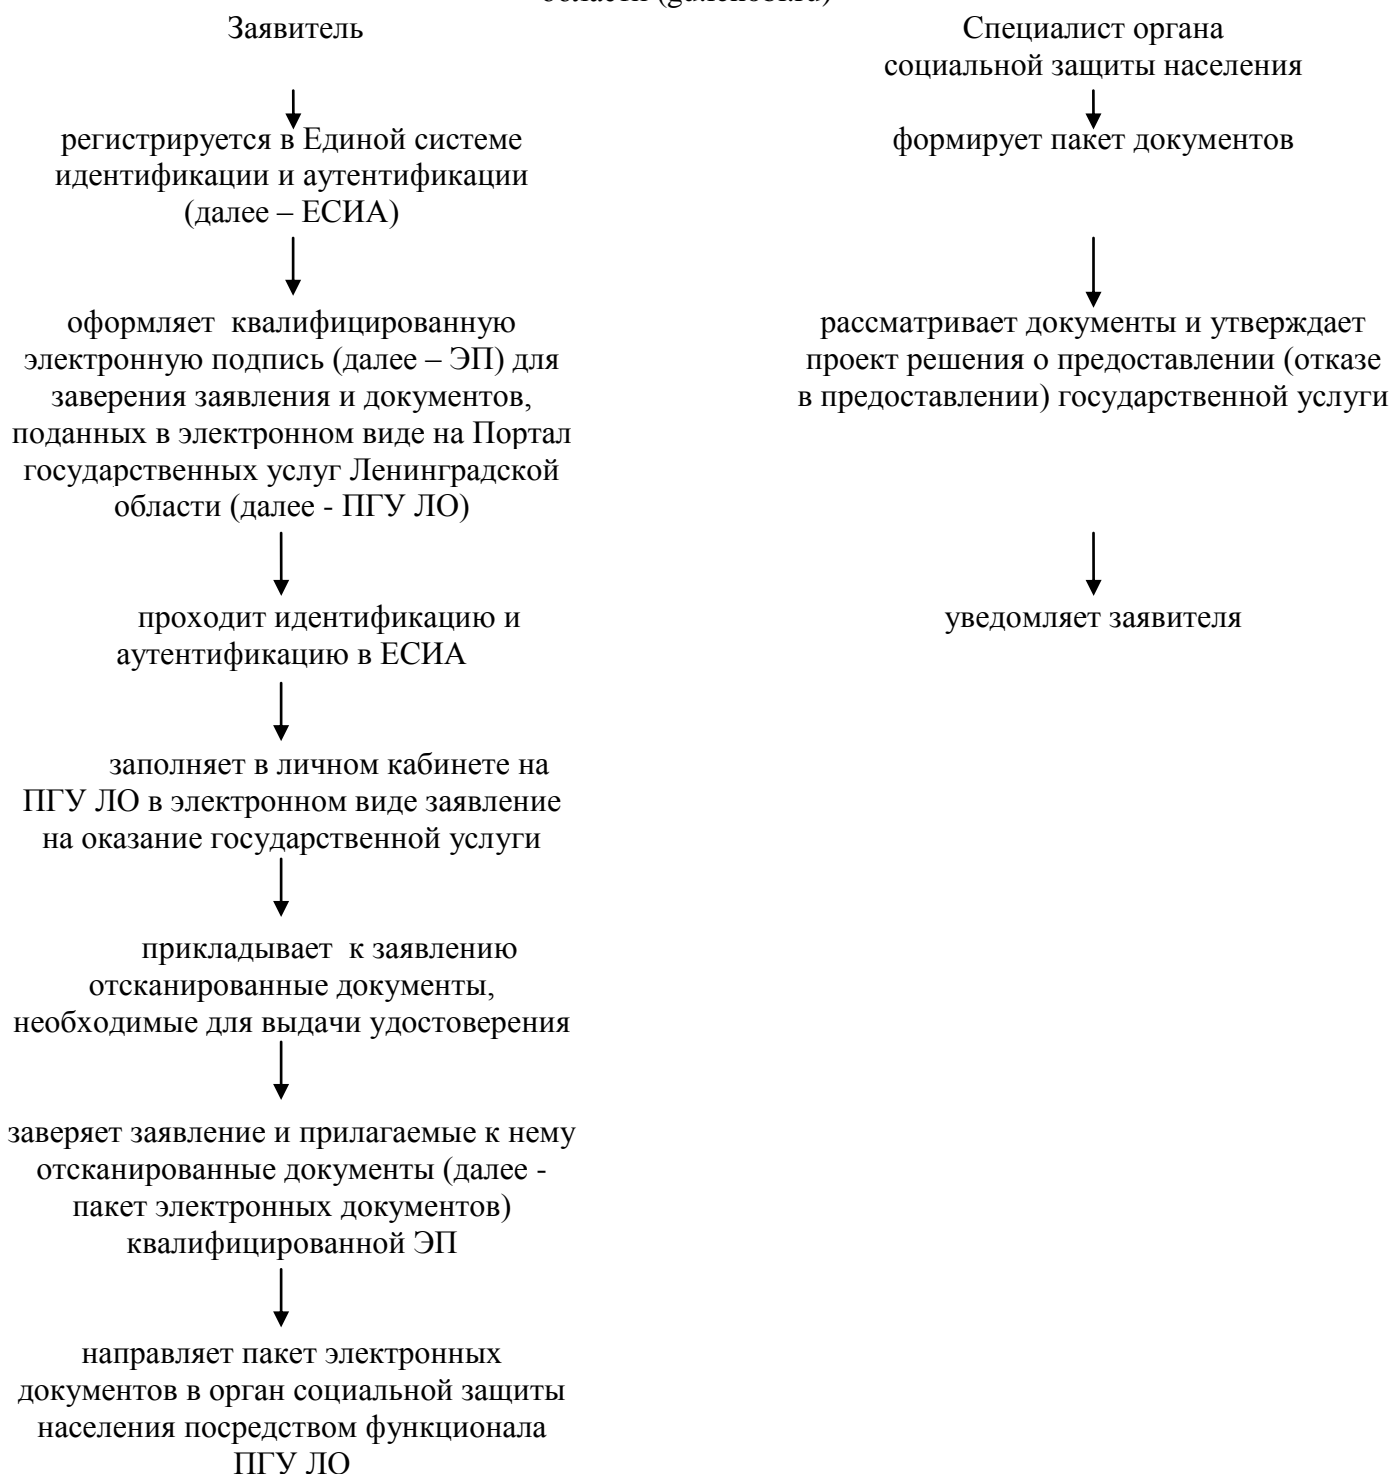 Заявитель
регистрируется в Единой системе
идентификации и аутентификации
(далее – ЕСИА)
оформляет квалифицированную
электронную подпись (далее – ЭП) для
заверения заявления и документов,
поданных в электронном виде на Портал
государственных услуг Ленинградской
области (далее - ПГУ ЛО)
проходит идентификацию и
аутентификацию в ЕСИА
заполняет в личном кабинете на
ПГУ ЛО в электронном виде заявление
на оказание государственной услуги
прикладывает к заявлению
отсканированные документы,
необходимые для выдачи удостоверения
заверяет заявление и прилагаемые к нему
отсканированные документы (далее -
пакет электронных документов)
квалифицированной ЭП
направляет пакет электронных
документов в орган социальной защиты
населения посредством функционала
ПГУ ЛО
Специалист органа
социальной защиты населения
формирует пакет документов
рассматривает документы и утверждает
проект решения о предоставлении (отказе
в предоставлении) государственной услуги
уведомляет заявителя